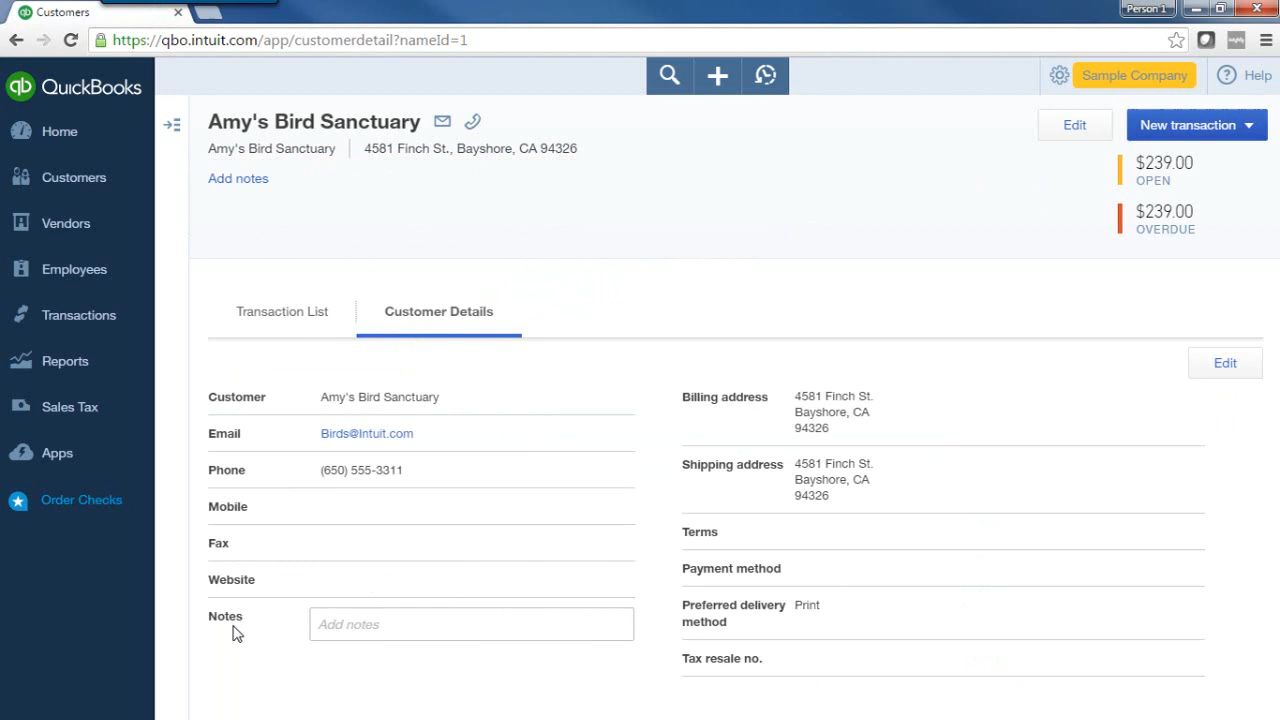 Customers
Person 1
https://qbo.intuit.com/app/customerdetail?nameId=1
qb QuickBooks
Sample Company
Help
Home
Customers
Vendors
Employees
Transactions
Reports
Sales Tax
Apps
Order Checks
Amy's Bird Sanctuary
Amy's Bird Sanctuary
4581 Finch St., Bayshore, CA 94326
Add notes
Edit
New transaction
$239.00
OPEN
$239.00
OVERDUE
Transaction List
Customer Details
Edit
Customer Amy's Bird Sanctuary
Email Birds@Intuit.com
Phone (650) 555-3311
Mobile
Fax
Website
Notes Add notes
Billing address 4581 Finch St.
Bayshore, CA
94326
Shipping address 4581 Finch St.
Bayshore, CA
94326
Terms
Payment method
Preferred delivery Print
method
Tax resale no.